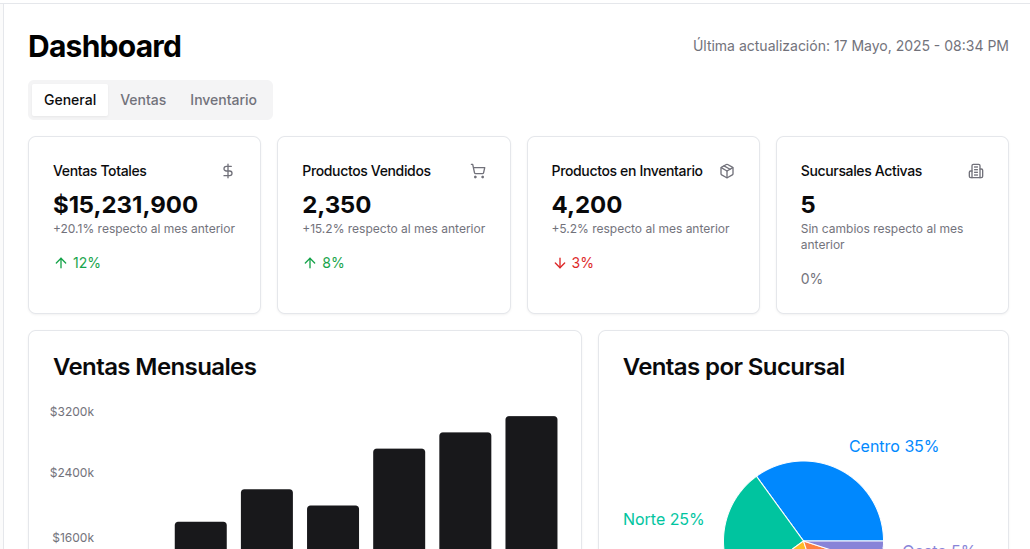 Dashboard
Última actualización: 17 Mayo, 2025 - 08:34 PM
General Ventas Inventario
Ventas Totales
$15,231,900
+20.1% respecto al mes anterior
12%
Productos Vendidos
2,350
+15.2% respecto al mes anterior
8%
Productos en Inventario
4,200
+5.2% respecto al mes anterior
3%
Sucursales Activas
5
Sin cambios respecto al mes
anterior
0%
Ventas Mensuales
$3200k
$2400k
$1600k
Ventas por Sucursal
Centro 35%
Norte 25%
Oeste 5%